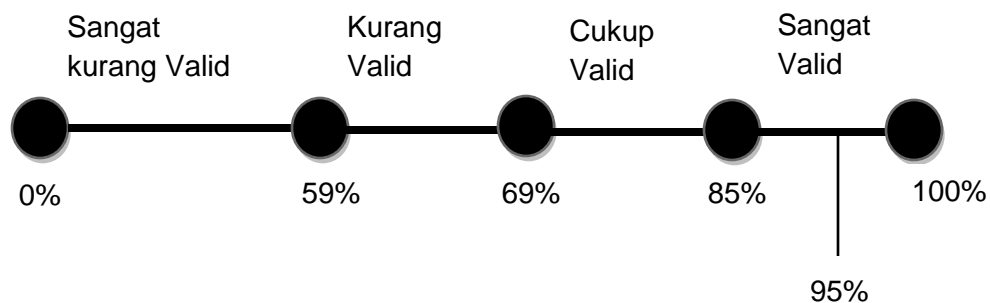 Sangat
kurang Valid
Kurang
Valid
Cukup
Valid
Sangat
Valid
0%
59%
69%
85%
100%
95%